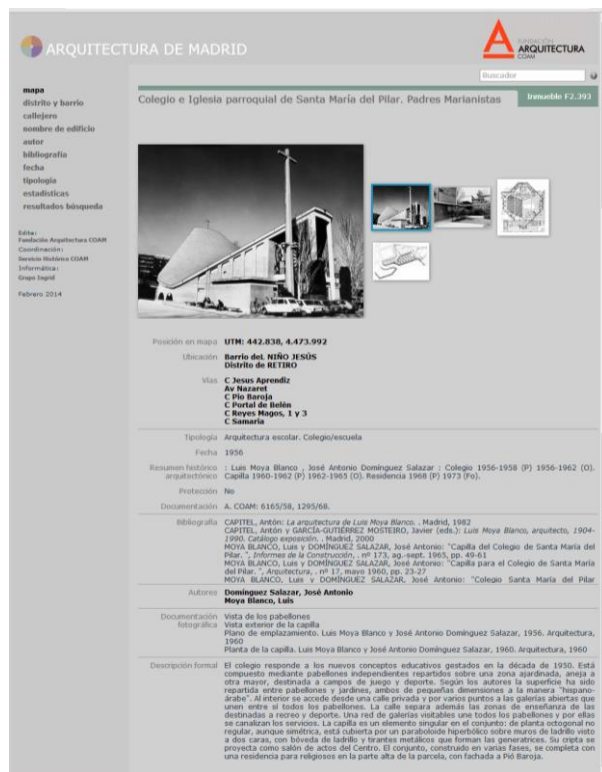 ARQUITECTURA DE MADRID
FUNDACIÓN
ARQUITECTURA
COAM
Buscador
mapa
distrito y barrio
callejero
nombre de edificio
autor
bibliografía
fecha
tipología
estadísticas
resultados búsqueda
Edita:
Fundación Arquitectura COAM
Coordinación:
Servicio Histórico COAM
Informática:
Grupo Ingrid
Febrero 2014
Colegio e Iglesia parroquial de Santa María del Pilar. Padres Marianistas
Inmueble F2.393
Posición en mapa UTM: 442.838, 4.473.992
Ubicación Barrio deL NIÑO JESÚS
Distrito de RETIRO
Vías C Jesus Aprendiz
Av Nazaret
C Pio Baroja
C Portal de Belén
C Reyes Magos, 1 y 3
C Samaria
Tipología Arquitectura escolar. Colegio/escuela
Fecha 1956
Resumen histórico arquitectónico : Luis Moya Blanco , José Antonio Domínguez Salazar : Colegio 1956-1958 (P) 1956-1962 (O).
Capilla 1960-1962 (P) 1962-1965 (O). Residencia 1968 (P) 1973 (Fo).
Protección No
Documentación A. COAM: 6165/58, 1295/68.
Bibliografía CAPITEL, Antón: La arquitectura de Luis Moya Blanco. . Madrid, 1982
CAPITEL, Antón y GARCÍA-GUTIÉRREZ MOSTEIRO, Javier (eds.): Luis Moya Blanco, arquitecto, 1904-
1990. Catálogo exposición. . Madrid, 2000
MOYA BLANCO, Luis y DOMÍNGUEZ SALAZAR, José Antonio: "Capilla del Colegio de Santa María del
Pilar. ", Informes de la Construcción, . nº 173, ag.-sept. 1965, pp. 49-61
MOYA BLANCO, Luis y DOMÍNGUEZ SALAZAR, José Antonio: "Capilla para el Colegio de Santa María
del Pilar. ", Arquitectura, . nº 17, mayo 1960, pp. 23-27
MOYA BLANCO, Luis y DOMÍNGUEZ SALAZAR, José Antonio: "Colegio Santa María del Pilar
Autores Domínguez Salazar, José Antonio
Moya Blanco, Luis
Documentación fotográfica Vista de los pabellones
Vista exterior de la capilla
Plano de emplazamiento. Luis Moya Blanco y José Antonio Domínguez Salazar, 1956. Arquitectura,
1960
Planta de la capilla. Luis Moya Blanco y José Antonio Domínguez Salazar, 1960. Arquitectura, 1960
Descripción formal El colegio responde a los nuevos conceptos educativos gestados en la década de 1950. Está
compuesto mediante pabellones independientes repartidos sobre una zona ajardinada, aneja a
otra mayor, destinada a campos de juego y deporte. Según los autores la superficie ha sido
repartida entre pabellones y jardines, ambos de pequeñas dimensiones a la manera "hispano-
árabe". Al interior se accede desde una calle privada y por varios puntos a las galerías abiertas que
unen entre sí todos los pabellones. La calle separa además las zonas de enseñanza de las
destinadas a recreo y deporte. Una red de galerías visitables une todos los pabellones y por ellas
se canalizan los servicios. La capilla es un elemento singular en el conjunto: de planta octogonal no
regular, aunque simétrica, está cubierta por un paraboloide hiperbólico sobre muros de ladrillo visto
a dos caras, con bóveda de ladrillo y tirantes metálicos que forman las generatrices. Su cripta se
proyecta como salón de actos del Centro. El conjunto, construido en varias fases, se completa con
una residencia para religiosos en la parte alta de la parcela, con fachada a Pió Baroja.